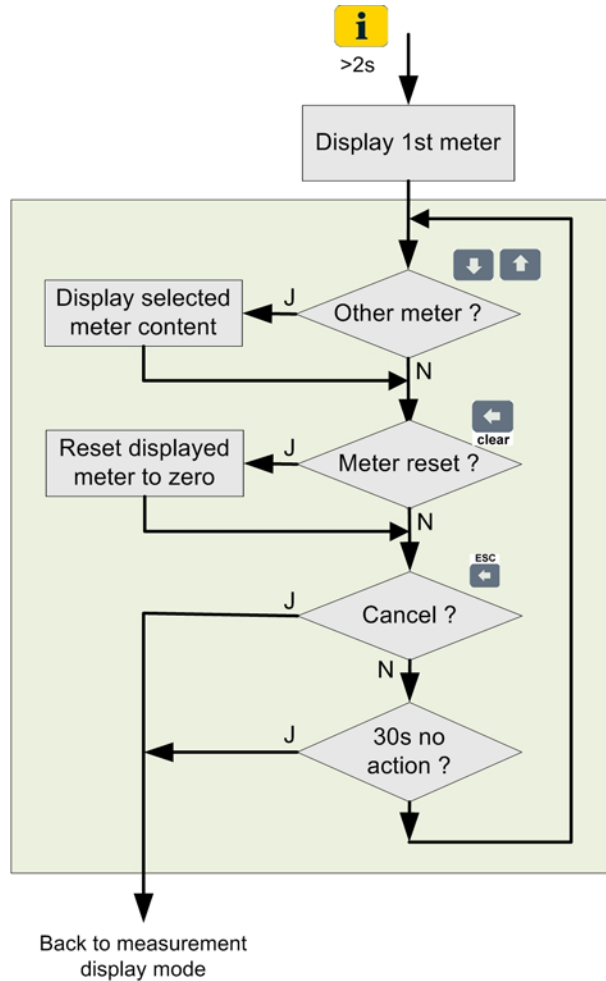 i
>2s
Display 1st meter
Other meter ?
J
Display selected
meter content
N
clear
Meter reset ?
J
Reset displayed
meter to zero
N
ESC
Cancel ?
J
N
30s no
action ?
J
Back to measurement
display mode